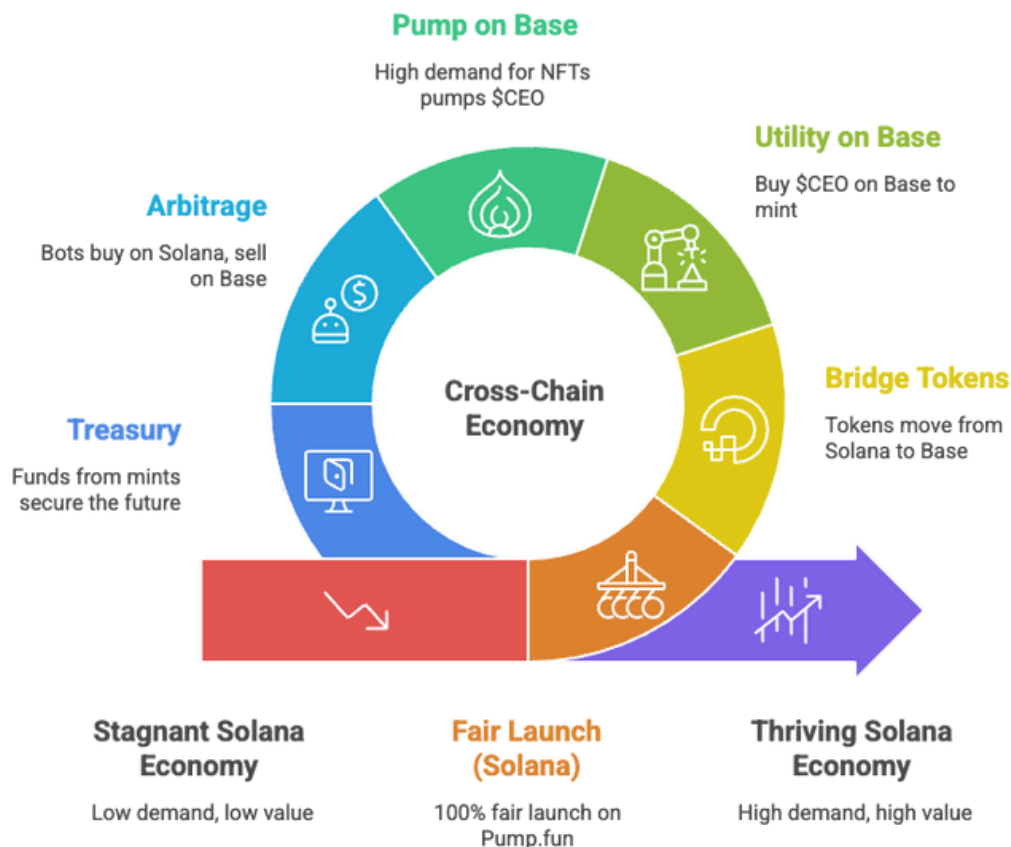 Pump on Base
High demand for NFTs
pumps $CEO
Utility on Base
Buy $CEO on Base to
mint
Arbitrage
Bots buy on Solana, sell
on Base
$
Cross-Chain
Economy
Bridge Tokens
Tokens move from
Solana to Base
Treasury
Funds from mints
secure the future
Stagnant Solana
Economy
Low demand, low value
Fair Launch
(Solana)
100% fair launch on
Pump.fun
Thriving Solana
Economy
High demand, high value